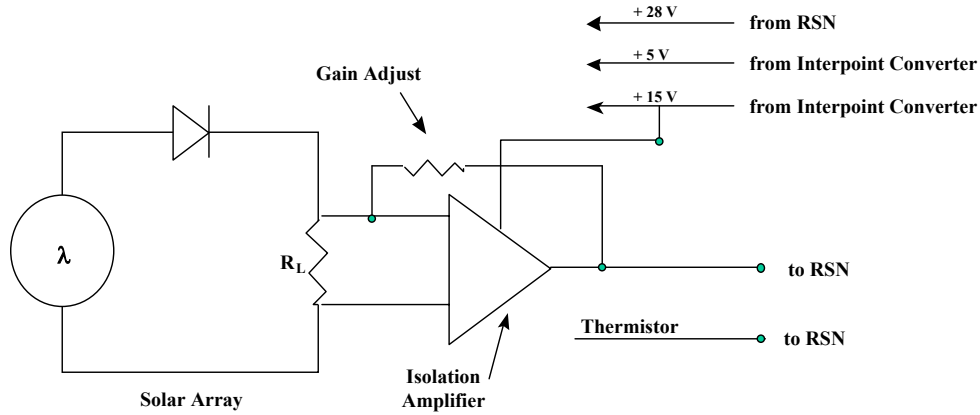 + 28 V
from RSN
+ 5 V
from Interpoint Converter
+ 15 V
from Interpoint Converter
Gain Adjust
λ
RL
to RSN
Thermistor
to RSN
Isolation
Amplifier
Solar Array